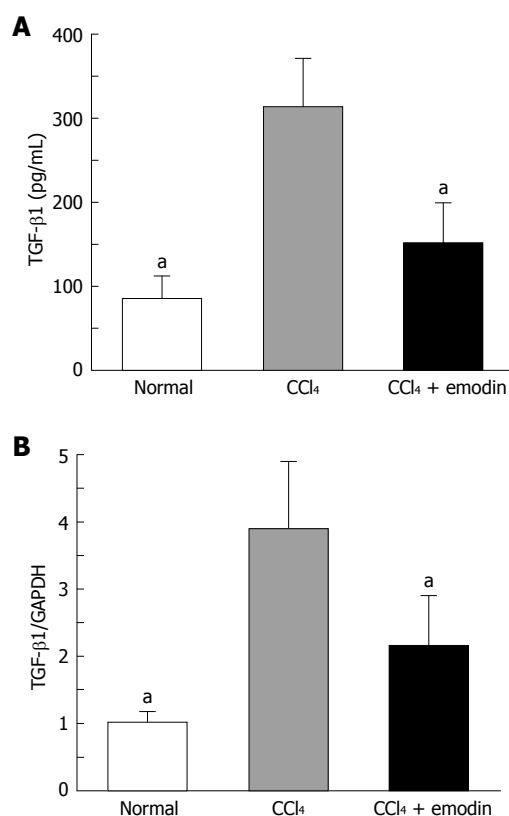 A
400
300
200
100
0
TGF-β1 (pg/mL)
a
a
Normal
CCl₄
CCl₄ + emodin
B
5
4
3
2
1
0
TGF-β1/GAPDH
a
a
Normal
CCl₄
CCl₄ + emodin